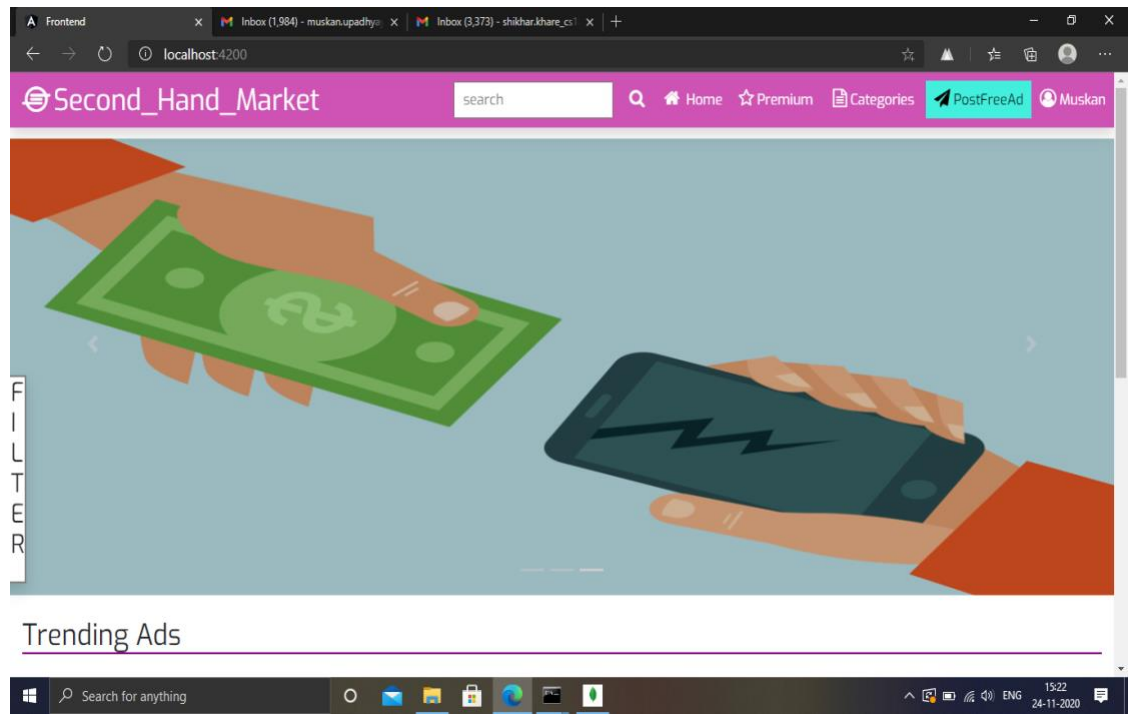 Frontend
Inbox (1,984) - muskan.upadhya
Inbox (3,373) - shikhar.khare_cs1
localhost:4200
Second_Hand_Market
search
Home
Premium
Categories
PostFreeAd
Muskan
F
I
L
T
E
R
Trending Ads
Search for anything
ENG
15:22
24-11-2020